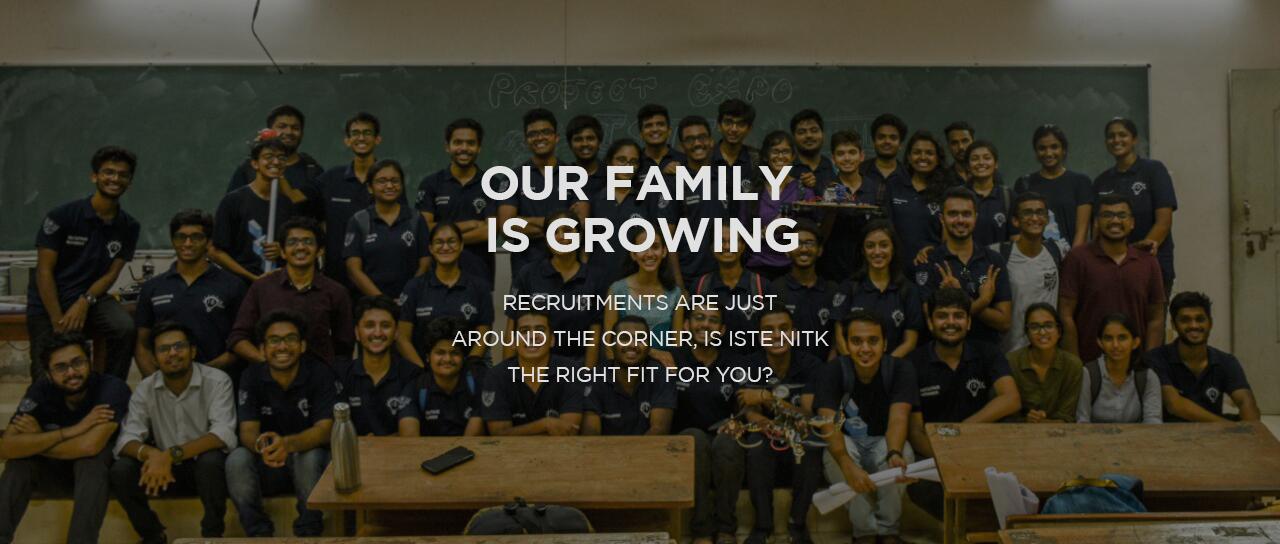 PROJECT EXPO
OUR FAMILY
IS GROWING
RECRUITMENTS ARE JUST
AROUND THE CORNER, IS ISTE NITK
THE RIGHT FIT FOR YOU?